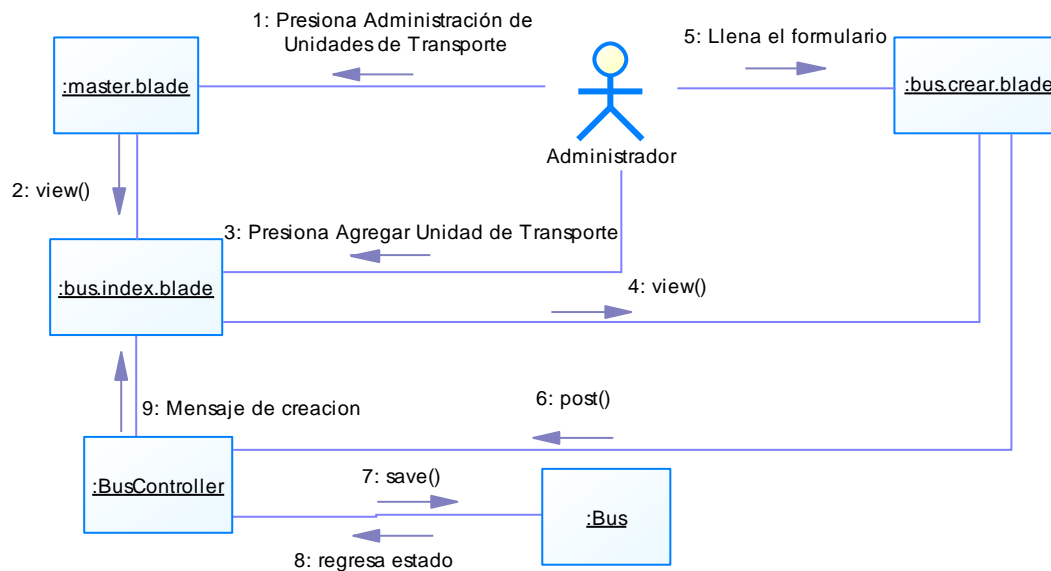 1: Presiona Administración de
Unidades de Transporte
5: Llena el formulario
:master.blade
:bus.crear.blade
Administrador
2: view()
3: Presiona Agregar Unidad de Transporte
:bus.index.blade
4: view()
9: Mensaje de creacion
6: post()
:BusController
7: save()
:Bus
8: regresa estado